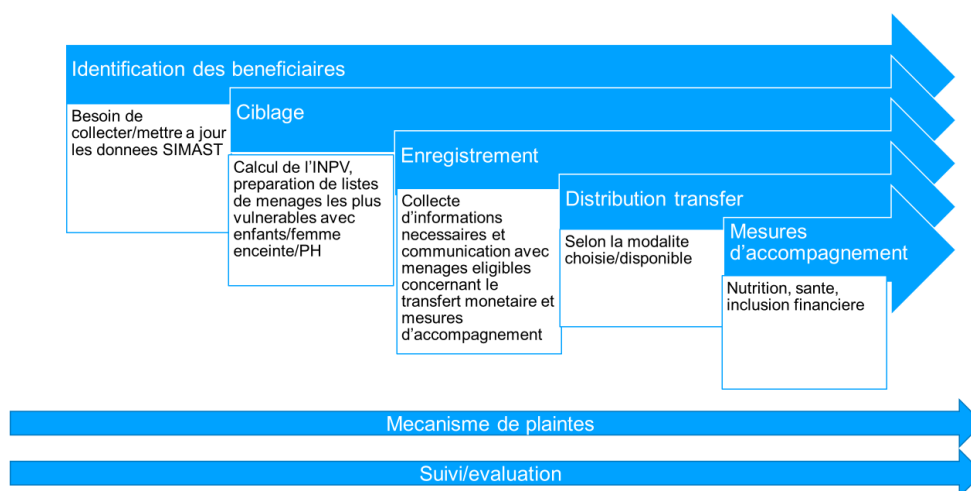 Identification des beneficiaires
Besoin de
collecter/mettre a jour
les donnees SIMAST
Ciblage
Calcul de l'INPV,
preparation de listes
de menages les plus
vulnerables avec
enfants/femme
enceinte/PH
Enregistrement
Collecte
d'informations
necessaires et
communication avec
menages eligibles
concernant le
transfert monetaire et
mesures
d'accompagnement
Distribution transfer
Selon la modalite
choisie/disponible
Mesures
d'accompagnement
Nutrition, sante,
inclusion financiere
Mecanisme de plaintes
Suivi/evaluation